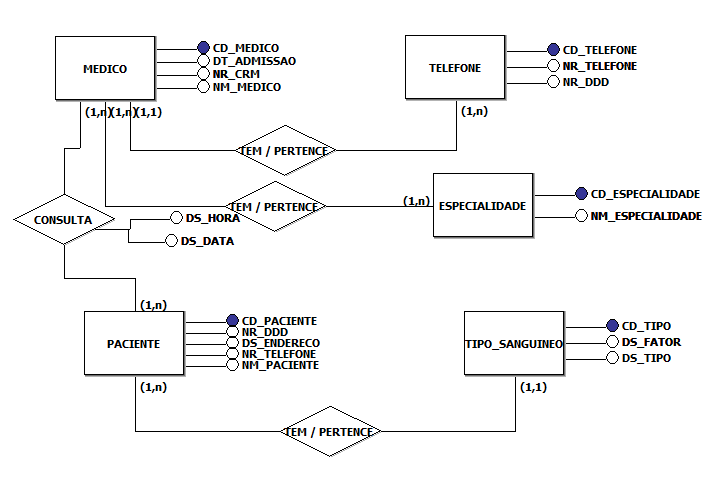 MEDICO
CD_MEDICO
DT_ADMISSAO
NR_CRM
NM_MEDICO
TELEFONE
CD_TELEFONE
NR_TELEFONE
NR_DDD
(1,n)
(1,n)
(1,1)
(1,n)
TEM / PERTENCE
TEM / PERTENCE
(1,n)
ESPECIALIDADE
CD_ESPECIALIDADE
NM_ESPECIALIDADE
CONSULTA
DS_HORA
DS_DATA
(1,n)
PACIENTE
CD_PACIENTE
NR_DDD
DS_ENDERECO
NR_TELEFONE
NM_PACIENTE
TIPO_SANGUINEO
CD_TIPO
DS_FATOR
DS_TIPO
(1,n)
(1,1)
TEM / PERTENCE